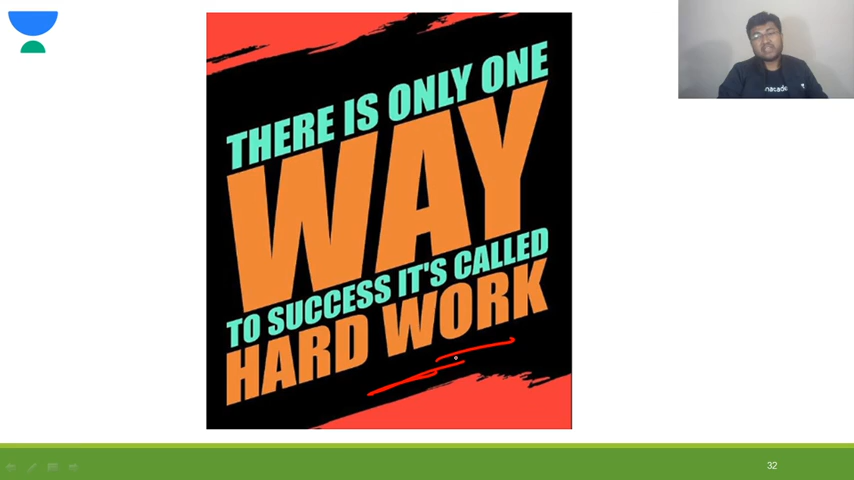 THERE IS ONLY ONE
WAY
TO SUCCESS IT'S CALLED
HARD WORK
32